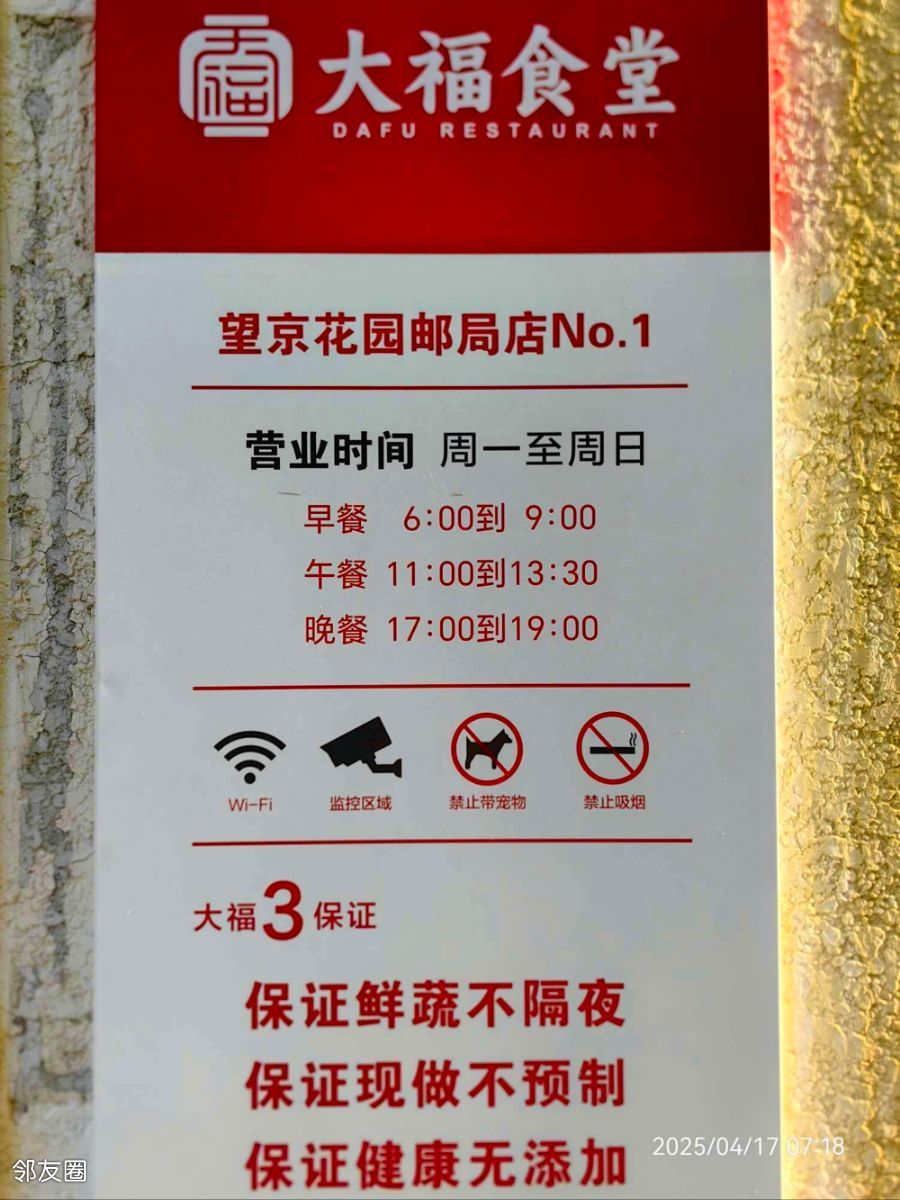 大福
大福食堂
DAFU RESTAURANT
望京花园邮局店No.1
营业时间 周一至周日
早餐 6:00到 9:00
午餐 11:00到13:30
晚餐 17:00到19:00
Wi-Fi 监控区域 禁止带宠物 禁止吸烟
大福3保证
保证鲜蔬不隔夜
保证现做不预制
保证健康无添加
2025/04/17 07:18
邻友圈